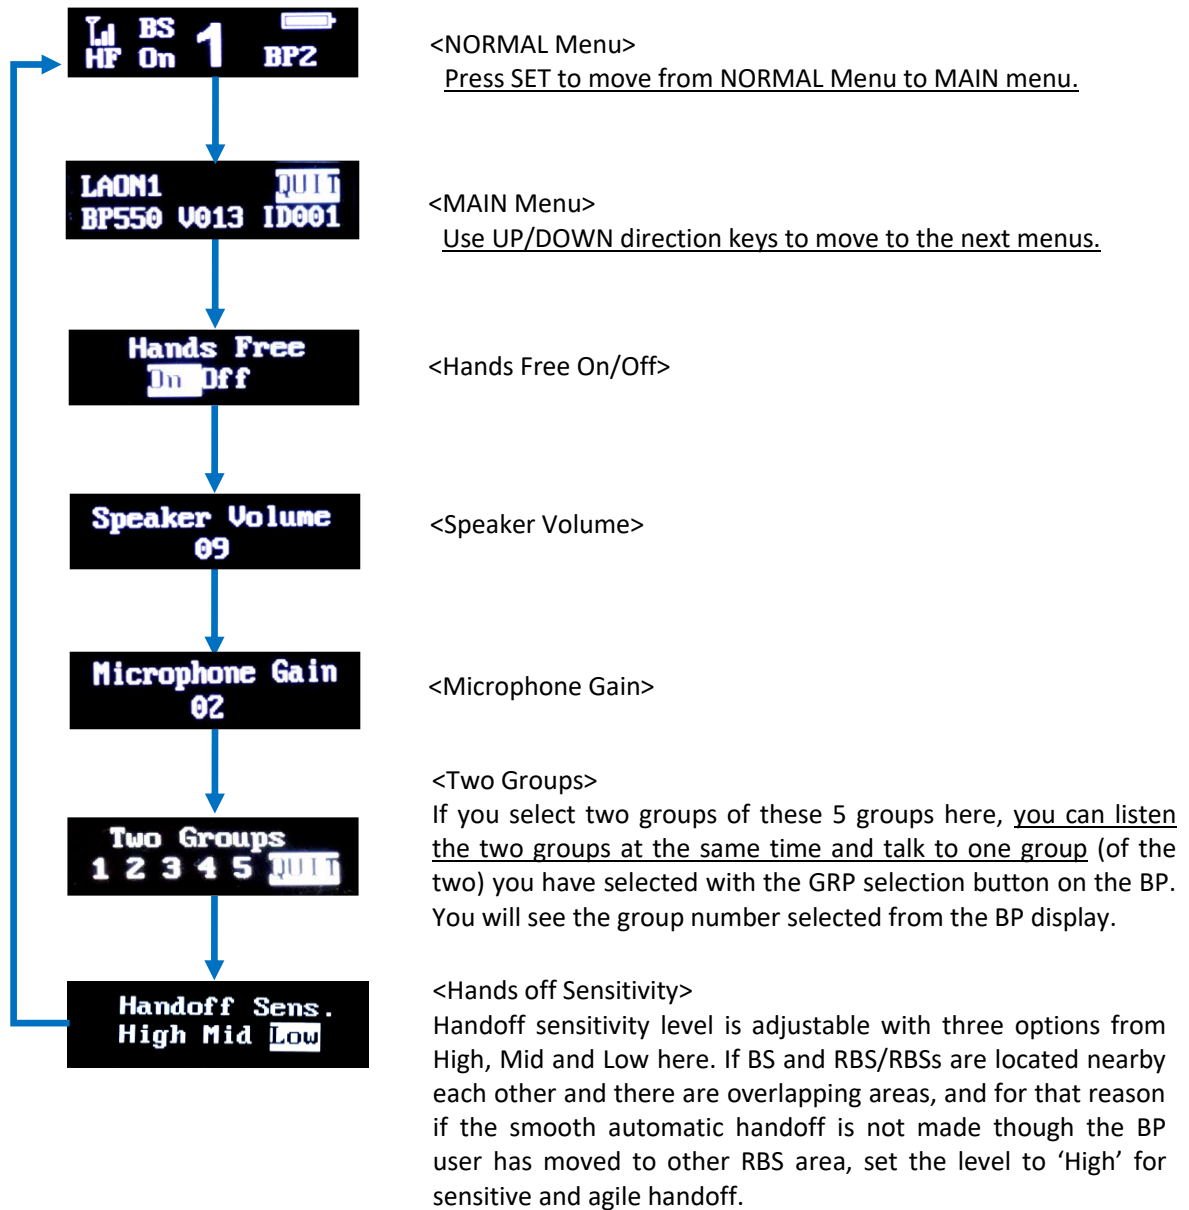 BS
HF On 1 BP2
<NORMAL Menu>
Press SET to move from NORMAL Menu to MAIN menu.
LAON1 QUIT
BP550 V013 ID001
<MAIN Menu>
Use UP/DOWN direction keys to move to the next menus.
Hands Free
On Off
<Hands Free On/Off>
Speaker Volume
09
<Speaker Volume>
Microphone Gain
02
<Microphone Gain>
Two Groups
1 2 3 4 5 QUIT
<Two Groups>
If you select two groups of these 5 groups here, you can listen
the two groups at the same time and talk to one group (of the
two) you have selected with the GRP selection button on the BP.
You will see the group number selected from the BP display.
Handoff Sens.
High Mid Low
<Hands off Sensitivity>
Handoff sensitivity level is adjustable with three options from
High, Mid and Low here. If BS and RBS/RBSs are located nearby
each other and there are overlapping areas, and for that reason
if the smooth automatic handoff is not made though the BP
user has moved to other RBS area, set the level to ‘High’ for
sensitive and agile handoff.